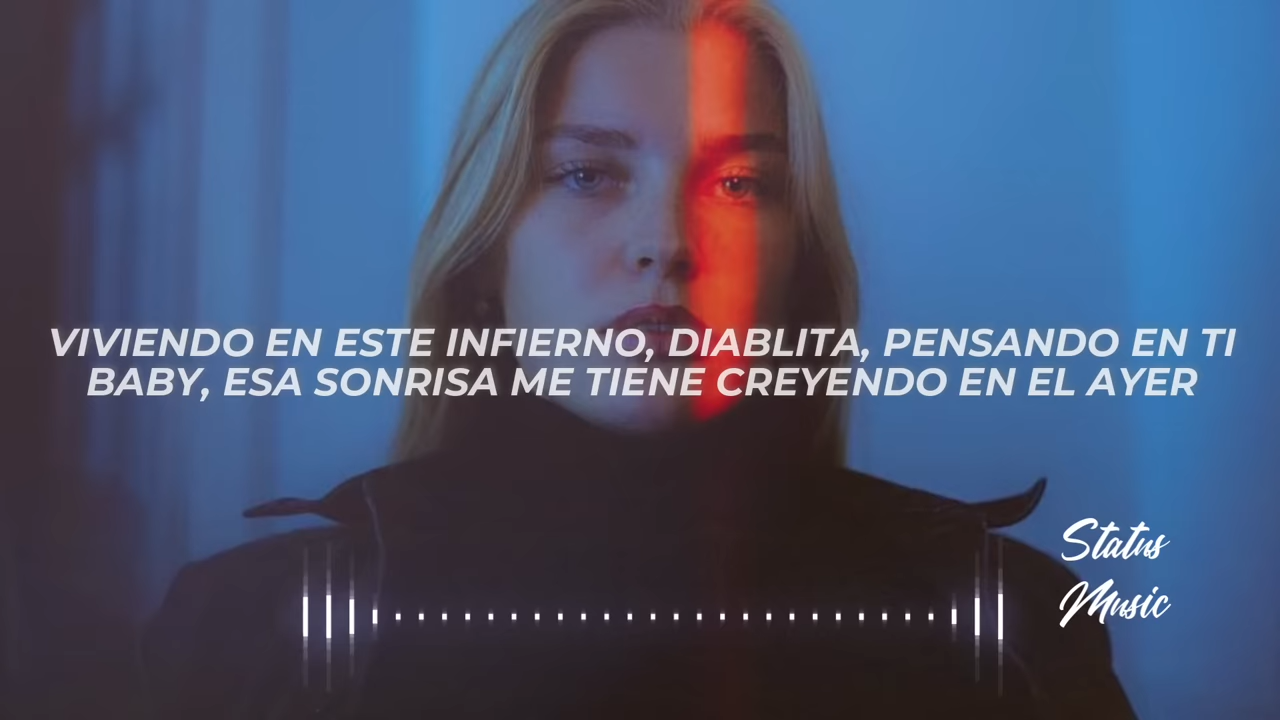 VIVIENDO EN ESTE INFIERNO, DIABLITA, PENSANDO EN TI
BABY, ESA SONRISA ME TIENE CREYENDO EN EL AYER
Status
Music